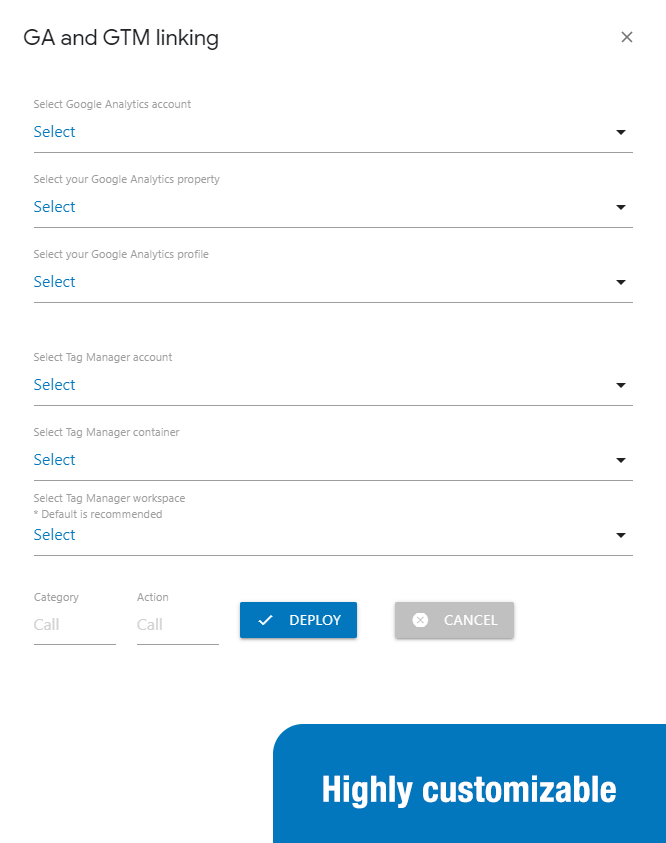 GA and GTM linking
Select Google Analytics account
Select
Select your Google Analytics property
Select
Select your Google Analytics profile
Select
Select Tag Manager account
Select
Select Tag Manager container
Select
Select Tag Manager workspace
* Default is recommended
Select
Category Action
Call Call DEPLOY CANCEL
Highly customizable